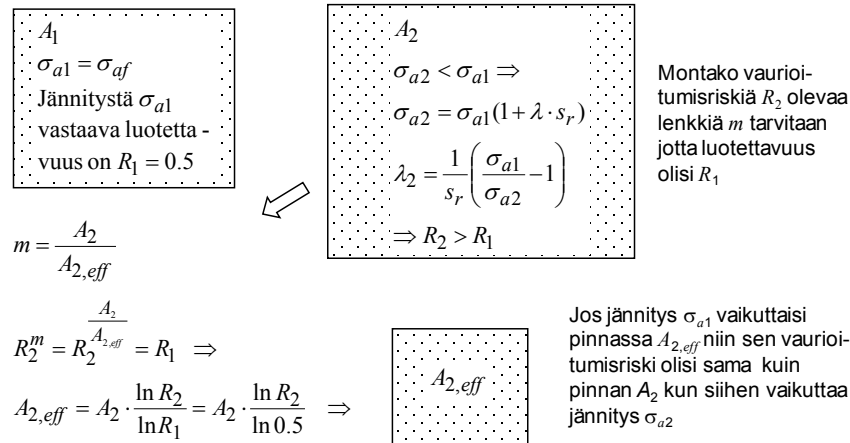 A₁
σₐ₁ = σ_af
Jännitystä σₐ₁
vastaava luotetta -
vuus on R₁ = 0.5
A₂
σₐ₂ < σₐ₁ ⇒
σₐ₂ = σₐ₁(1 + λ · sᵣ)
λ₂ = 1/sᵣ (σₐ₁/σₐ₂ − 1)
⇒ R₂ > R₁
Montako vaurioi-
tumisriskiä R₂ olevaa
lenkkiä m tarvitaan
jotta luotettavuus
olisi R₁
m = A₂/A₂,eff
R₂^m = R₂^(A₂/A₂,eff) = R₁ ⇒
A₂,eff = A₂ · ln R₂/ln R₁ = A₂ · ln R₂/ln 0.5 ⇒
A₂,eff
Jos jännitys σₐ₁ vaikuttaisi
pinnassa A₂,eff niin sen vaurioi-
tumisriski olisi sama kuin
pinnan A₂ kun siihen vaikuttaa
jännitys σₐ₂